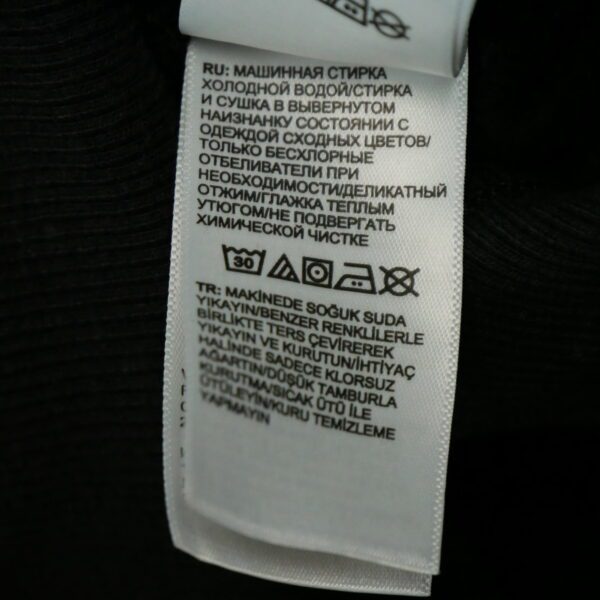 RU: МАШИННАЯ СТИРКА
ХОЛОДНОЙ ВОДОЙ/СТИРКА
И СУШКА В ВЫВЕРНУТОМ
НАИЗНАНКУ СОСТОЯНИИ С
ОДЕЖДОЙ СХОДНЫХ ЦВЕТОВ/
ТОЛЬКО БЕСХЛОРНЫЕ
ОТБЕЛИВАТЕЛИ ПРИ
НЕОБХОДИМОСТИ/ДЕЛИКАТНЫЙ
ОТЖИМ/ГЛАЖКА ТЕПЛЫМ
УТЮГОМ/НЕ ПОДВЕРГАТЬ
ХИМИЧЕСКОЙ ЧИСТКЕ
30
TR: MAKİNEDE SOĞUK SUDA
YIKAYIN/BENZER RENKLİLERLE
BİRLİKTE TERS ÇEVİREREK
YIKAYIN VE KURUTUN/İHTİYAÇ
HALİNDE SADECE KLORSUZ
AĞARTIN/DÜŞÜK TAMBURLA
KURUTMA/SICAK ÜTÜ İLE
ÜTÜLEYİN/KURU TEMİZLEME
YAPMAYIN